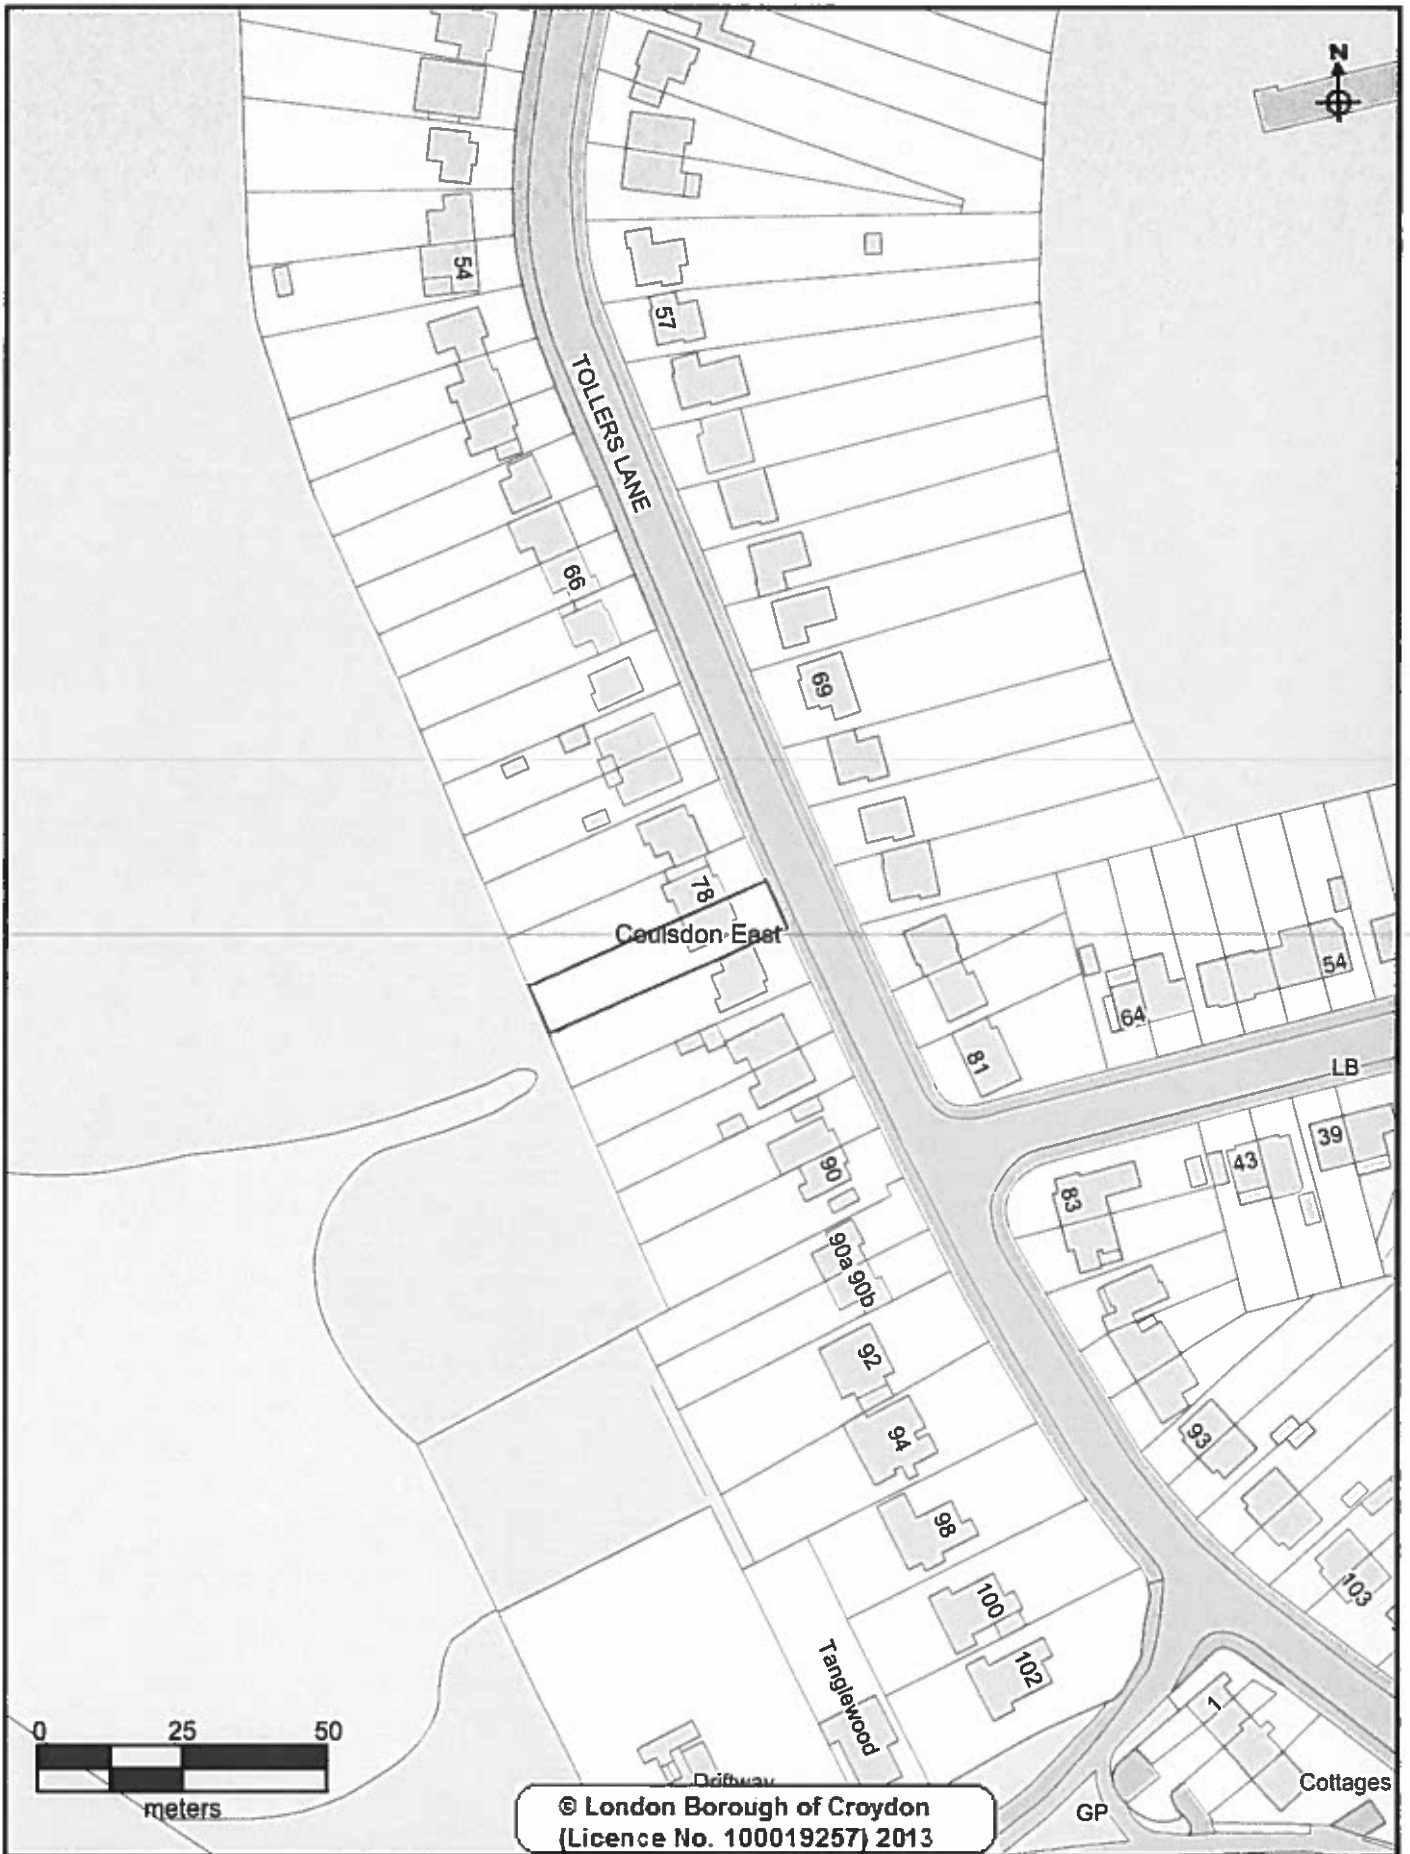 N
54
57
TOLLERS LANE
66
69
78
Coulsdon East
54
64
81
LB
39
43
90
83
90a
90b
92
94
93
98
100
103
102
Tanglewood
1
0 25 50
meters
Driftway
Cottages
GP
© London Borough of Croydon
(Licence No. 100019257) 2013